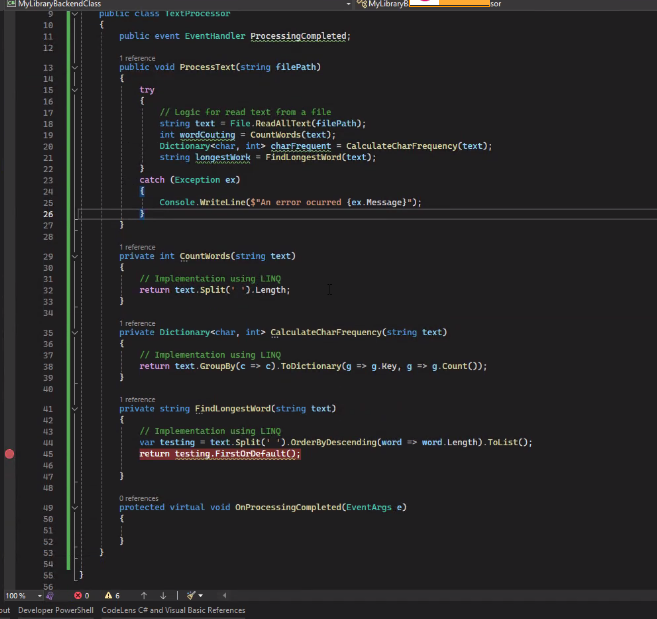 MyLibraryBackendClass
MyLibraryB
sor
9 public class TextProcessor
10 {
11 public event EventHandler ProcessingCompleted;
12
1 reference
13 public void ProcessText(string filePath)
14 {
15 try
16 {
17 // Logic for read text from a file
18 string text = File.ReadAllText(filePath);
19 int wordCouting = CountWords(text);
20 Dictionary<char, int> charFrequent = CalculateCharFrequency(text);
21 string longestWork = FindLongestWord(text);
22 }
23 catch (Exception ex)
24 {
25 Console.WriteLine($"An error ocurred {ex.Message}");
26 }
27 }
28
1 reference
29 private int CountWords(string text)
30 {
31 // Implementation using LINQ
32 return text.Split(' ').Length;
33 }
34
1 reference
35 private Dictionary<char, int> CalculateCharFrequency(string text)
36 {
37 // Implementation using LINQ
38 return text.GroupBy(c => c).ToDictionary(g => g.Key, g => g.Count());
39 }
40
1 reference
41 private string FindLongestWord(string text)
42 {
43 // Implementation using LINQ
44 var testing = text.Split(' ').OrderByDescending(word => word.Length).ToList();
45 return testing.FirstOrDefault();
46
47 }
48
0 references
49 protected virtual void OnProcessingCompleted(EventArgs e)
50 {
51
52 }
53 }
54
55 }
56
100 % 0 6
out Developer PowerShell CodeLens C# and Visual Basic References